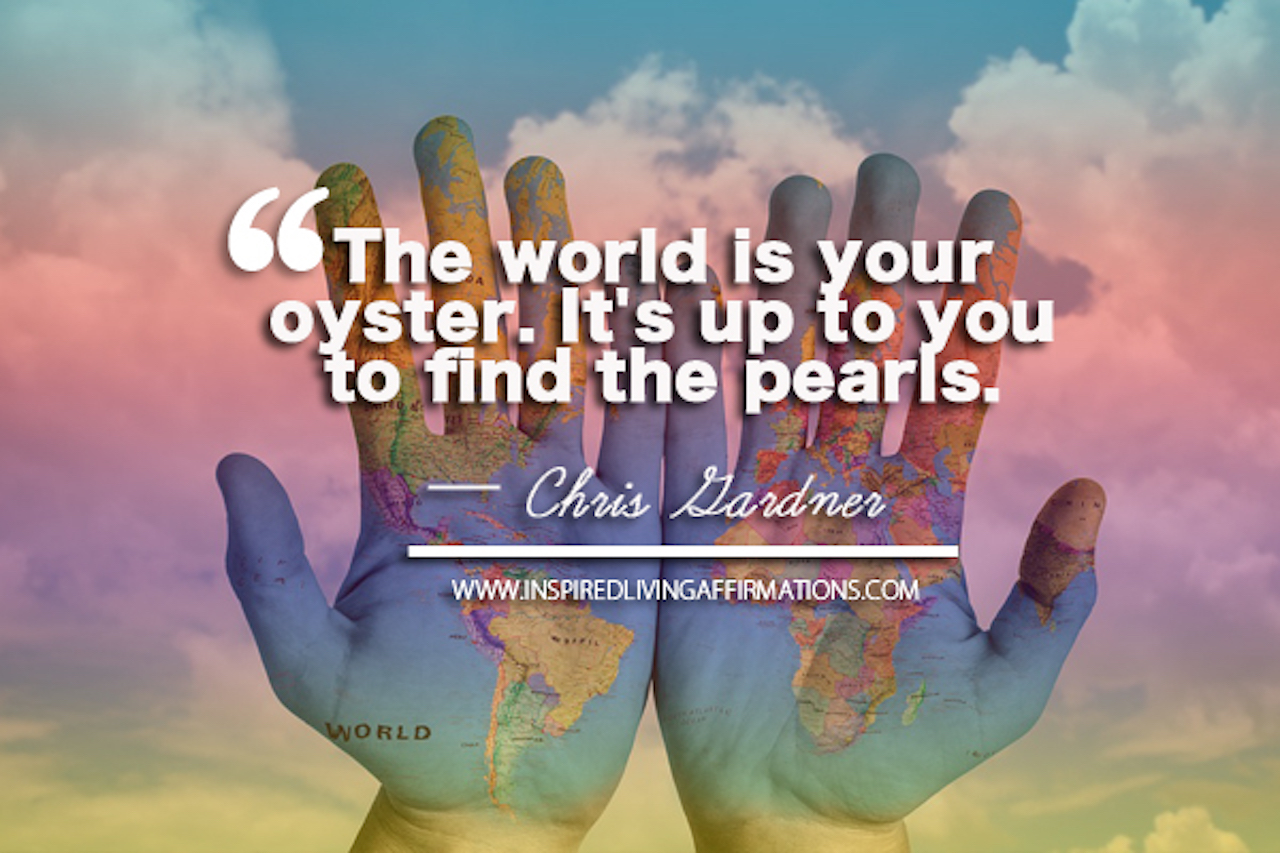 “The world is your
oyster. It's up to you
to find the pearls.
— Chris Gardner
WWW.INSPIREDLIVINGAFFIRMATIONS.COM
WORLD